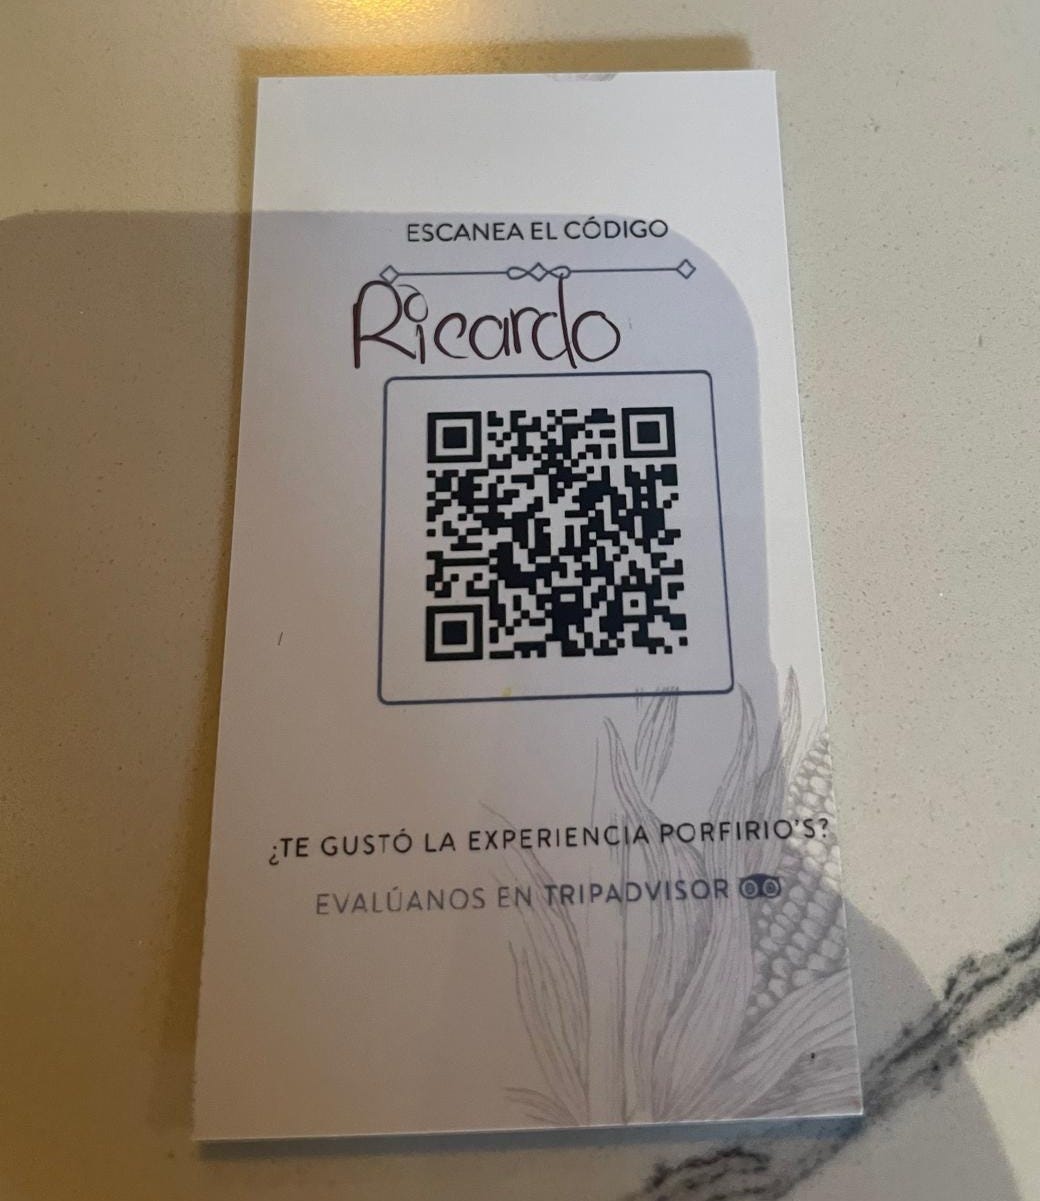 ESCANEA EL CÓDIGO
Ricardo
¿TE GUSTÓ LA EXPERIENCIA PORFIRIO'S?
EVALÚANOS EN TRIPADVISOR